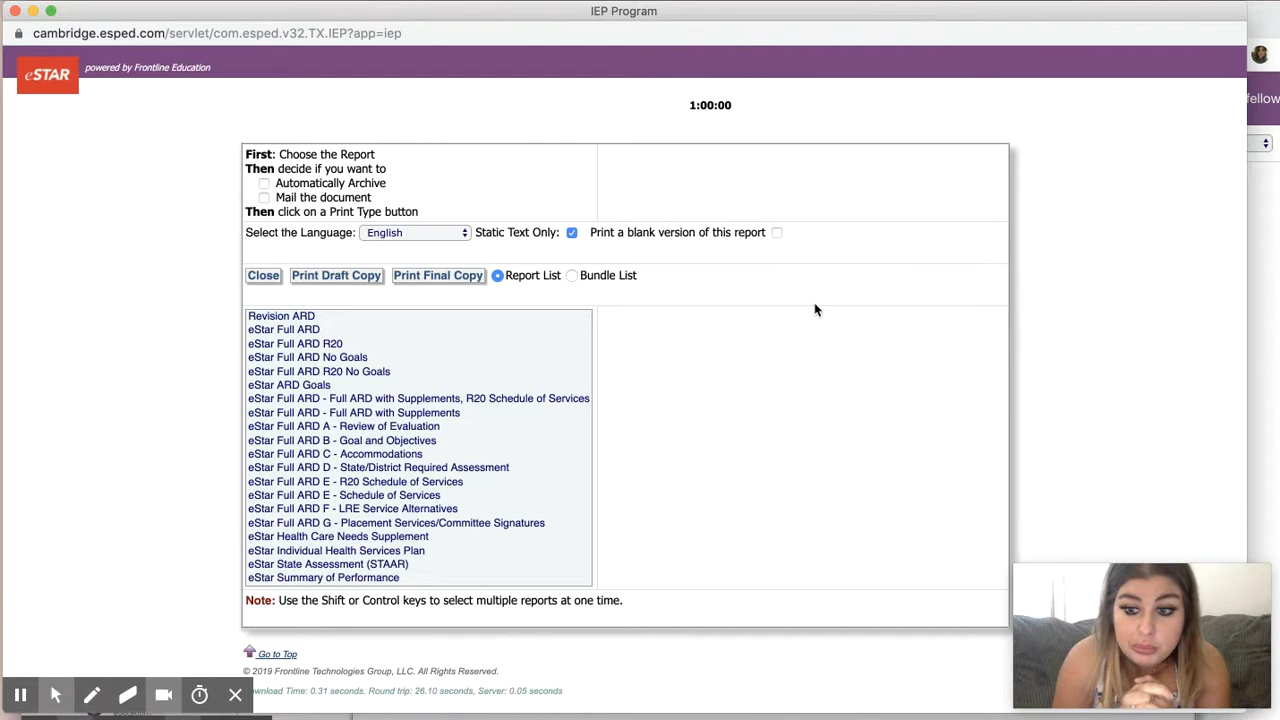 IEP Program
cambridge.esped.com/servlet/com.esped.v32.TX.IEP?app=iep
eSTAR powered by Frontline Education
fellow
1:00:00
First: Choose the Report
Then decide if you want to
Automatically Archive
Mail the document
Then click on a Print Type button
Select the Language: English Static Text Only: Print a blank version of this report
Close Print Draft Copy Print Final Copy Report List Bundle List
Revision ARD
eStar Full ARD
eStar Full ARD R20
eStar Full ARD No Goals
eStar Full ARD R20 No Goals
eStar ARD Goals
eStar Full ARD - Full ARD with Supplements, R20 Schedule of Services
eStar Full ARD - Full ARD with Supplements
eStar Full ARD A - Review of Evaluation
eStar Full ARD B - Goal and Objectives
eStar Full ARD C - Accommodations
eStar Full ARD D - State/District Required Assessment
eStar Full ARD E - R20 Schedule of Services
eStar Full ARD E - Schedule of Services
eStar Full ARD F - LRE Service Alternatives
eStar Full ARD G - Placement Services/Committee Signatures
eStar Health Care Needs Supplement
eStar Individual Health Services Plan
eStar State Assessment (STAAR)
eStar Summary of Performance
Note: Use the Shift or Control keys to select multiple reports at one time.
Go to Top
© 2019 Frontline Technologies Group, LLC. All Rights Reserved.
ownload Time: 0.31 seconds, Round trip: 26.10 seconds, Server: 0.05 seconds